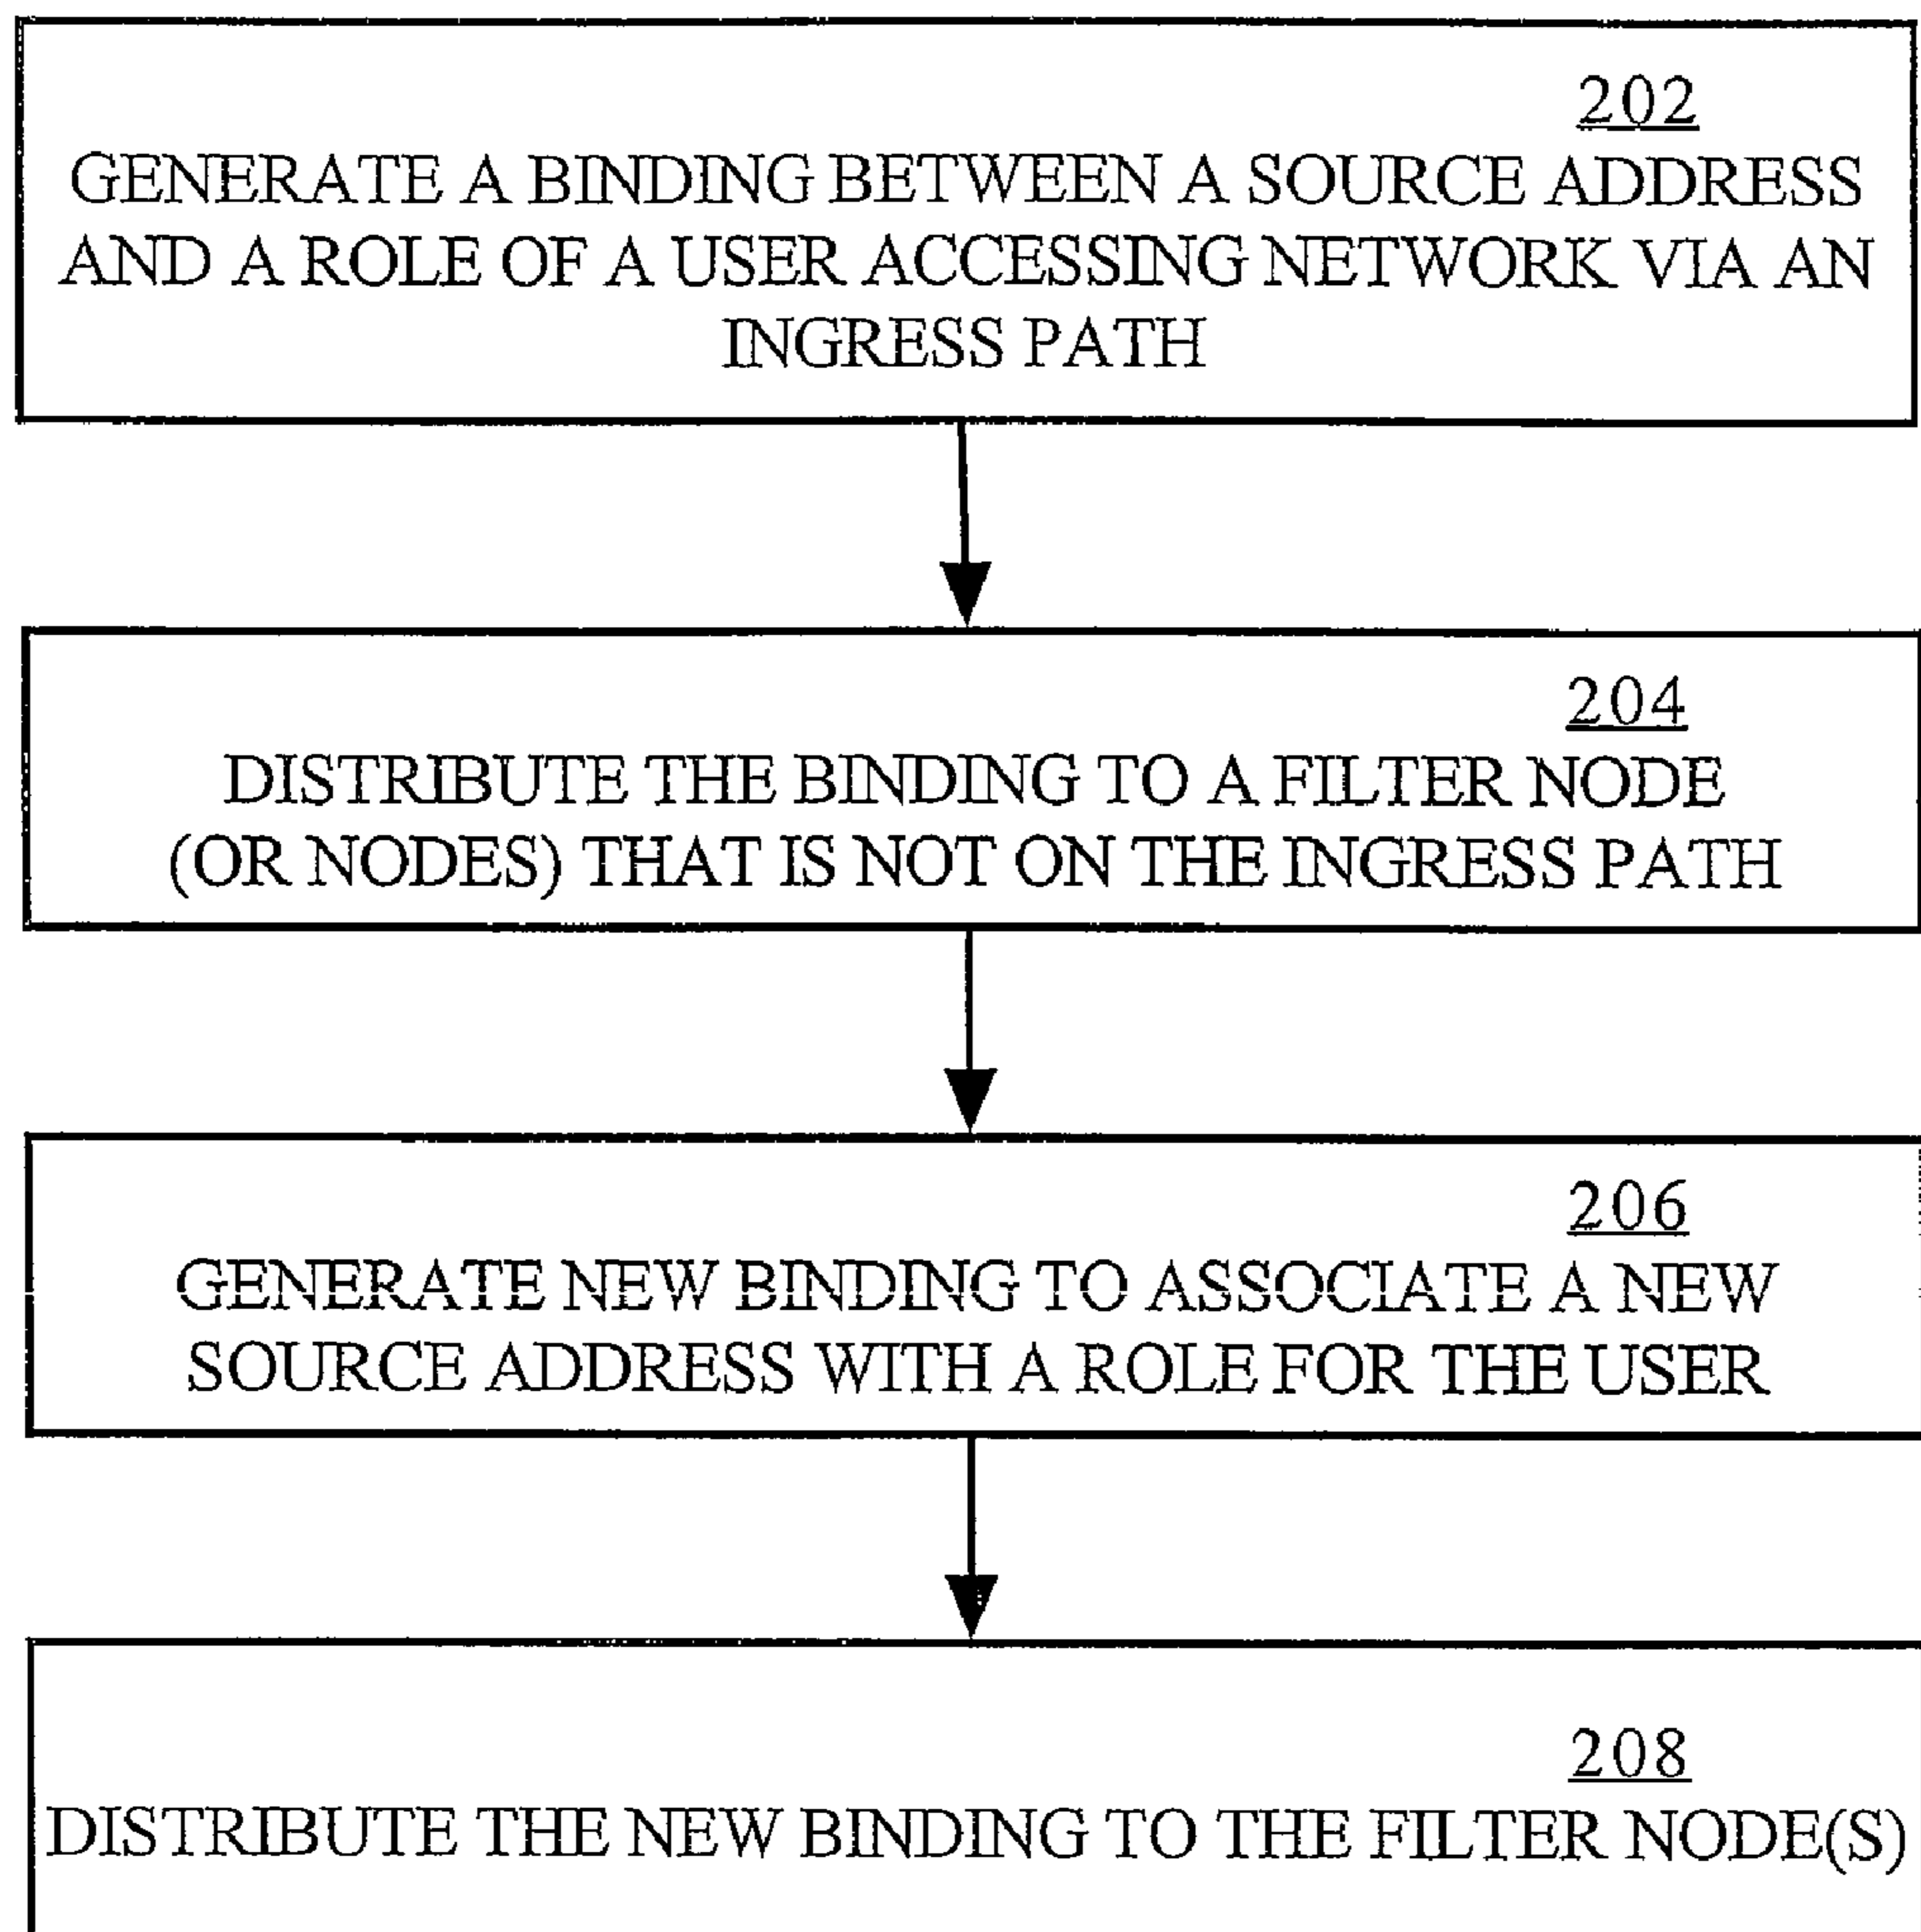 202
GENERATE A BINDING BETWEEN A SOURCE ADDRESS
AND A ROLE OF A USER ACCESSING NETWORK VIA AN
INGRESS PATH
204
DISTRIBUTE THE BINDING TO A FILTER NODE
(OR NODES) THAT IS NOT ON THE INGRESS PATH
206
GENERATE NEW BINDING TO ASSOCIATE A NEW
SOURCE ADDRESS WITH A ROLE FOR THE USER
208
DISTRIBUTE THE NEW BINDING TO THE FILTER NODE(S)